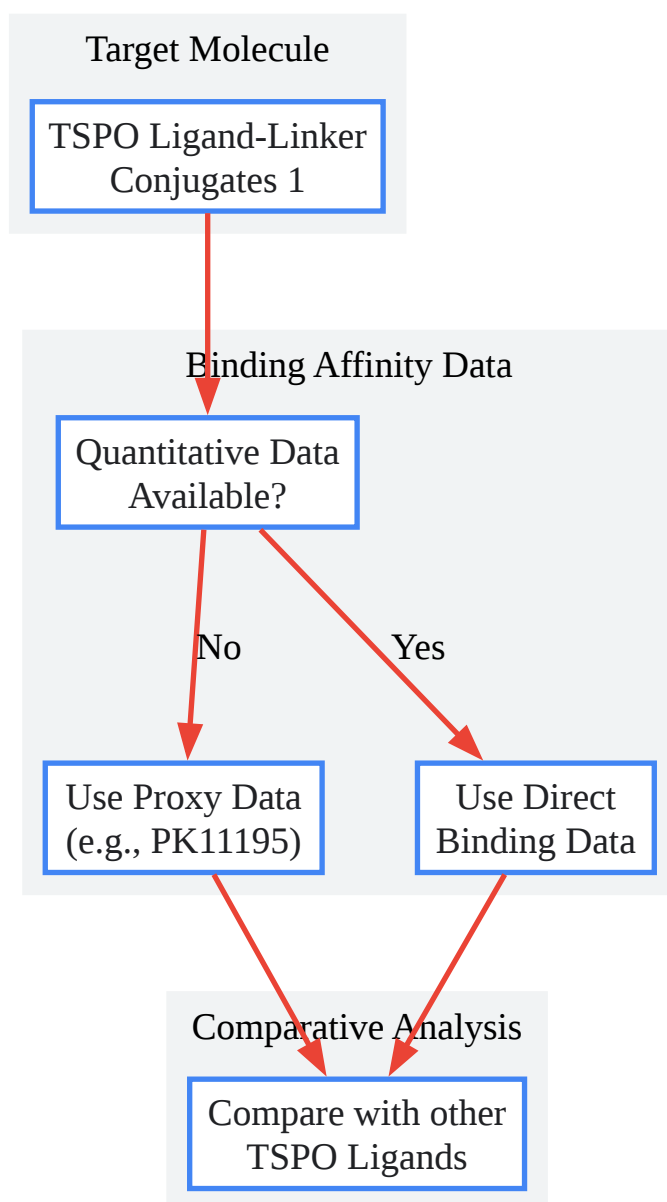 Target Molecule
TSPO Ligand-Linker
Conjugates 1
Binding Affinity Data
Quantitative Data
Available?
No
Yes
Use Proxy Data
(e.g., PK11195)
Use Direct
Binding Data
Comparative Analysis
Compare with other
TSPO Ligands